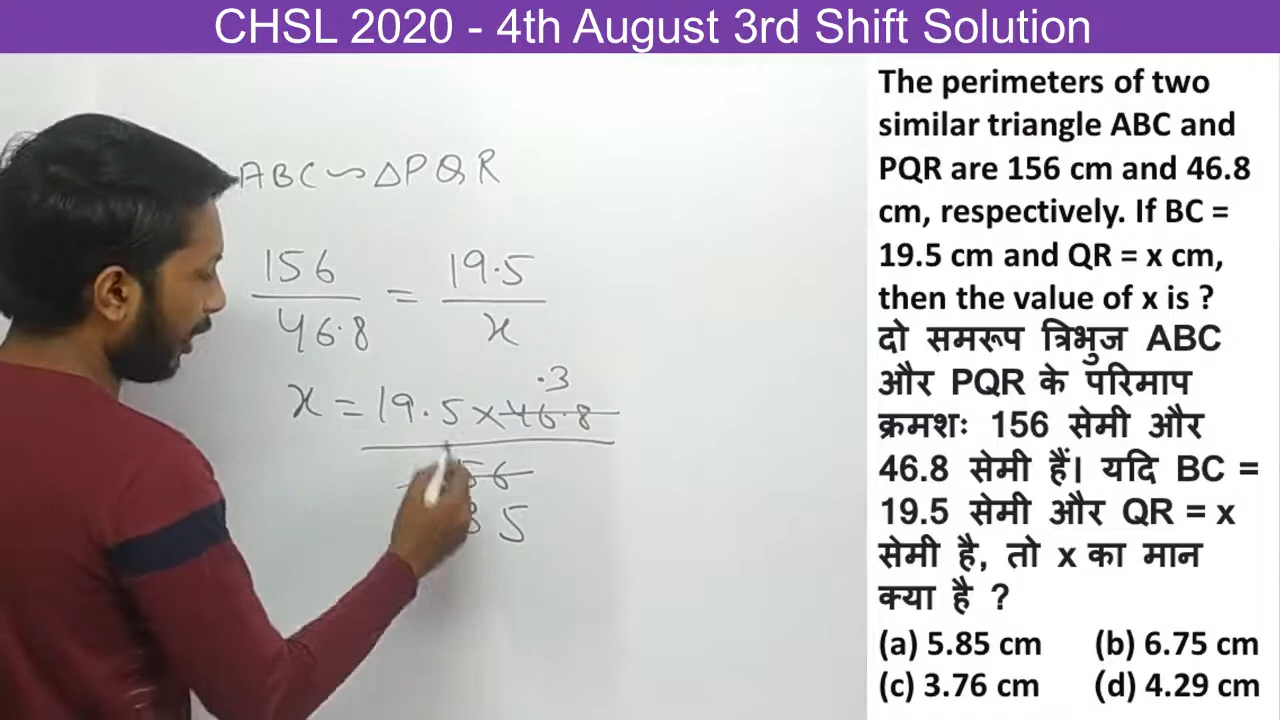 CHSL 2020 - 4th August 3rd Shift Solution
ABC ~ △PQR
156 / 46.8 = 19.5 / x
.3
x = 19.5 × 46.8
56
8 5
The perimeters of two
similar triangle ABC and
PQR are 156 cm and 46.8
cm, respectively. If BC =
19.5 cm and QR = x cm,
then the value of x is ?
दो समरूप त्रिभुज ABC
और PQR के परिमाप
क्रमशः 156 सेमी और
46.8 सेमी हैं। यदि BC =
19.5 सेमी और QR = x
सेमी है, तो x का मान
क्या है ?
(a) 5.85 cm (b) 6.75 cm
(c) 3.76 cm (d) 4.29 cm